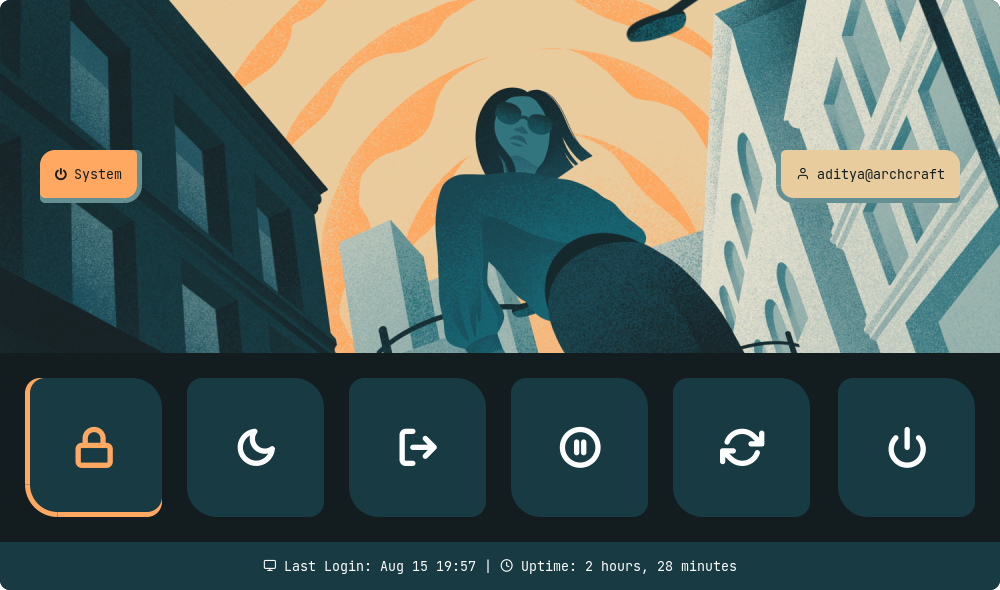 System
aditya@archcraft
Last Login: Aug 15 19:57 | Uptime: 2 hours, 28 minutes